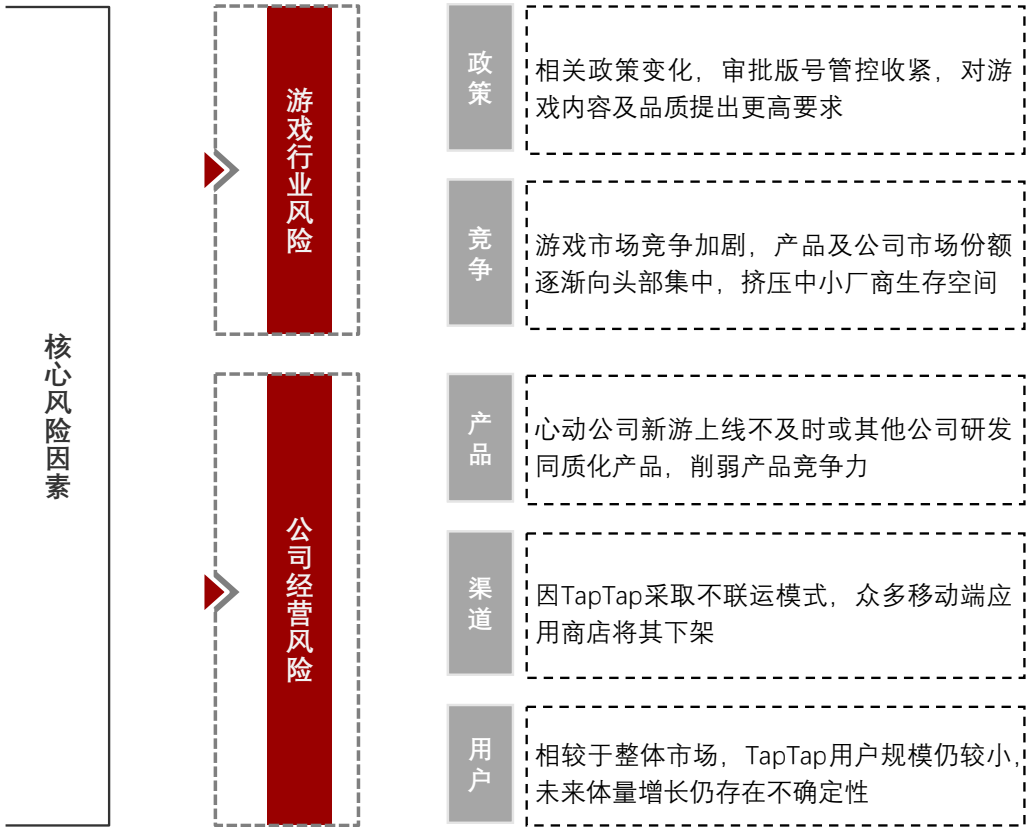 核心风险因素
游戏行业风险
政策
相关政策变化，审批版号管控收紧，对游
戏内容及品质提出更高要求
竞争
游戏市场竞争加剧，产品及公司市场份额
逐渐向头部集中，挤压中小厂商生存空间
公司经营风险
产品
心动公司新游上线不及时或其他公司研发
同质化产品，削弱产品竞争力
渠道
因TapTap采取不联运模式，众多移动端应
用商店将其下架
用户
相较于整体市场，TapTap用户规模仍较小，
未来体量增长仍存在不确定性